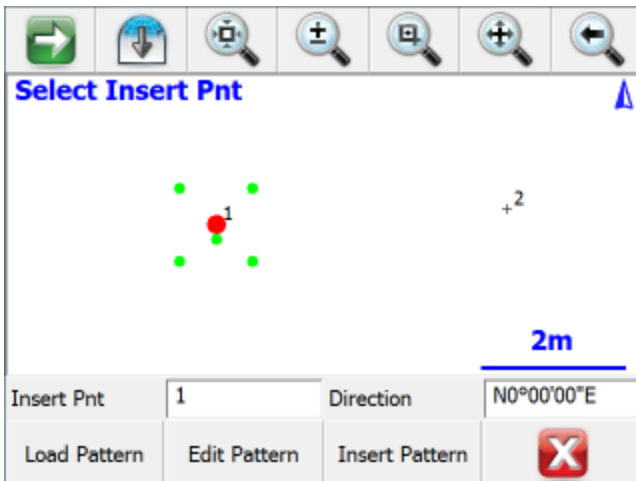 Select Insert Pnt
1
2
2m
Insert Pnt 1 Direction N0°00'00"E
Load Pattern Edit Pattern Insert Pattern